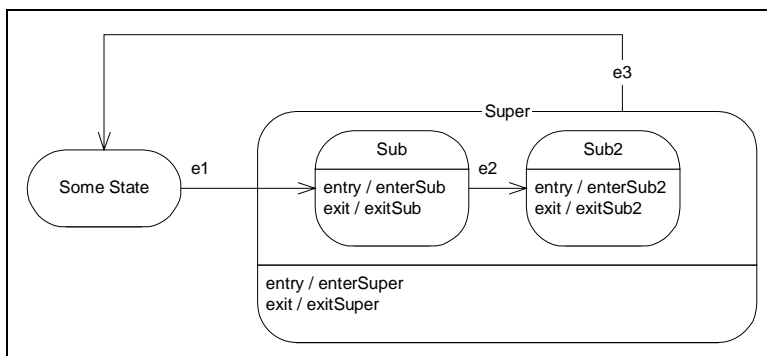 e3
Super
Sub
Sub2
Some State
e1
entry / enterSub
exit / exitSub
e2
entry / enterSub2
exit / exitSub2
entry / enterSuper
exit / exitSuper